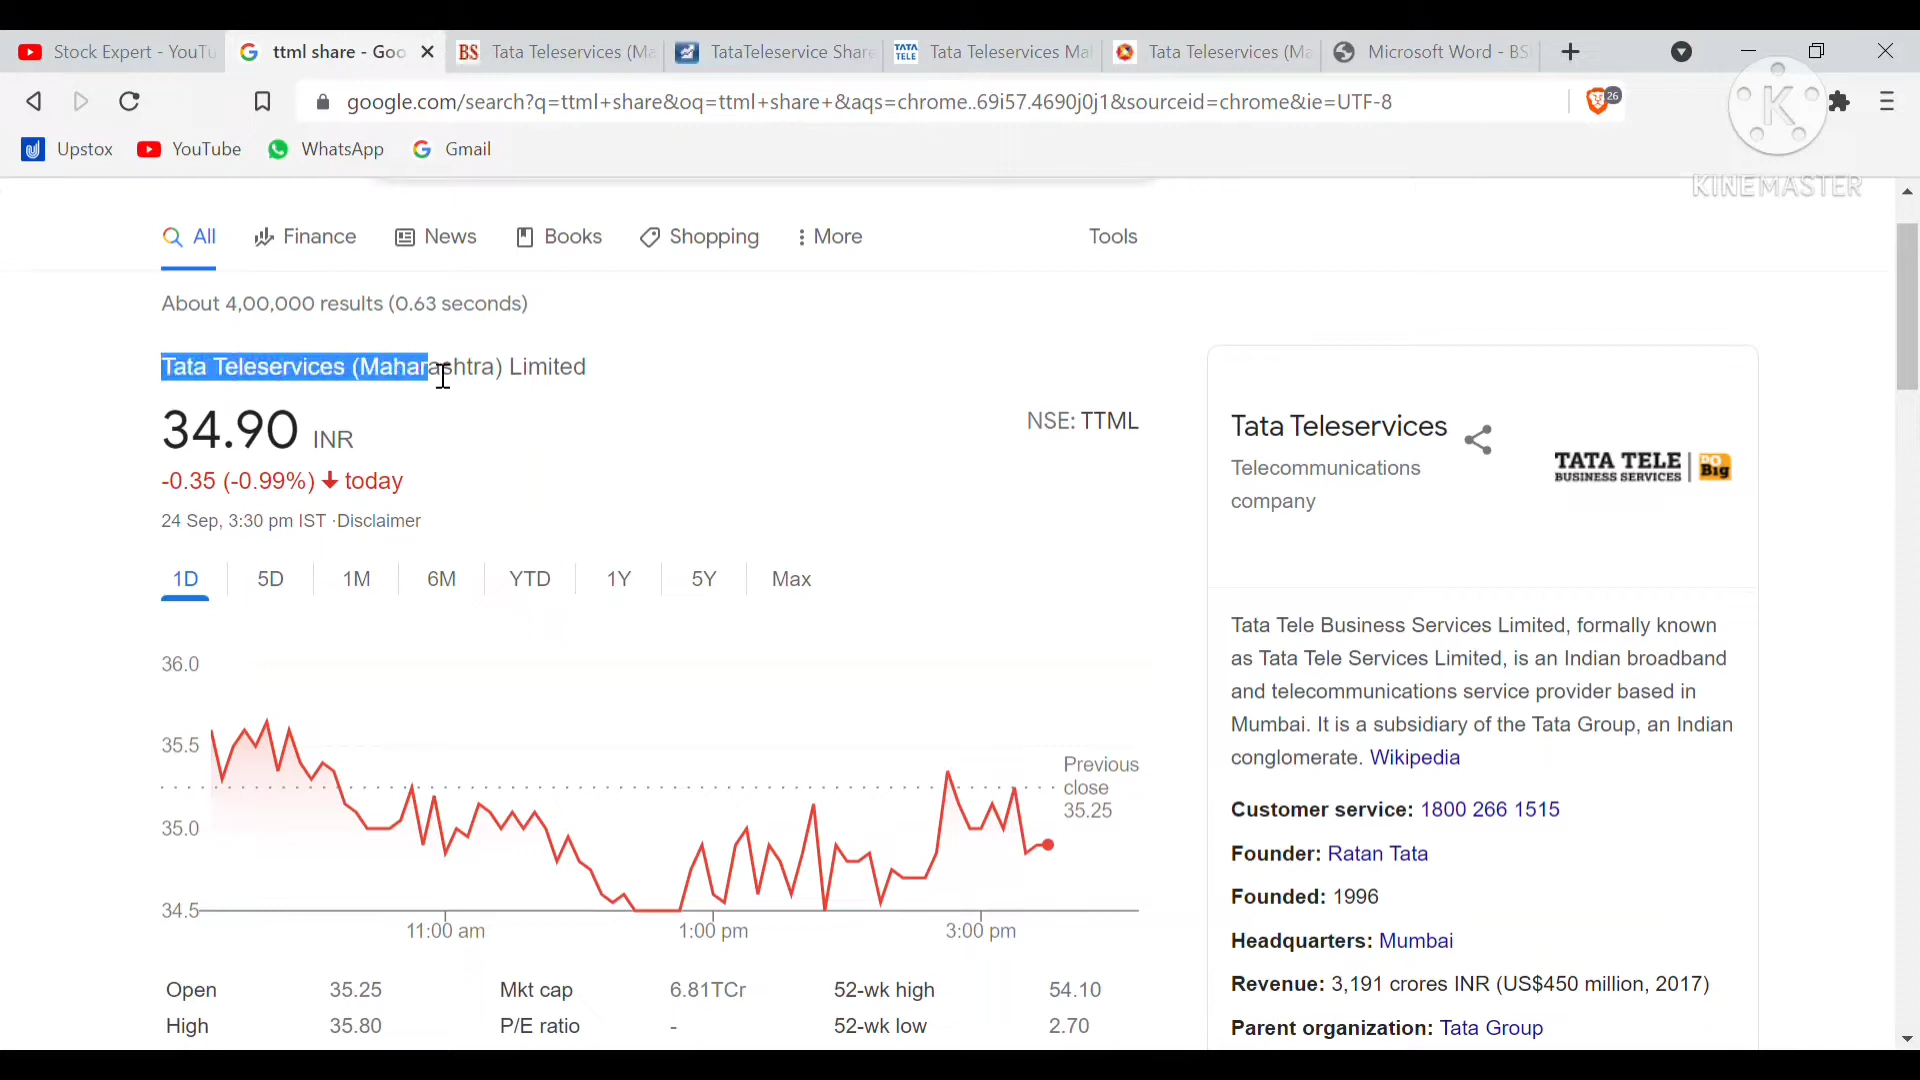 Stock Expert - YouTu
ttml share - Goo
BS Tata Teleservices (Ma
TataTeleservice Share
TATA TELE Tata Teleservices Mah
Tata Teleservices (Ma
Microsoft Word - BS
google.com/search?q=ttml+share&oq=ttml+share+&aqs=chrome..69i57.4690j0j1&sourceid=chrome&ie=UTF-8
26
K
KINEMASTER
Upstox YouTube WhatsApp Gmail
All Finance News Books Shopping More Tools
About 4,00,000 results (0.63 seconds)
Tata Teleservices (Maharashtra) Limited
34.90 INR
NSE: TTML
-0.35 (-0.99%) today
24 Sep, 3:30 pm IST ·Disclaimer
1D 5D 1M 6M YTD 1Y 5Y Max
36.0
35.5
35.0
34.5
Previous
close
35.25
11:00 am 1:00 pm 3:00 pm
Open 35.25 Mkt cap 6.81TCr 52-wk high 54.10
High 35.80 P/E ratio - 52-wk low 2.70
Tata Teleservices
Telecommunications
company
TATA TELE
BUSINESS SERVICES
DO
Big
Tata Tele Business Services Limited, formally known
as Tata Tele Services Limited, is an Indian broadband
and telecommunications service provider based in
Mumbai. It is a subsidiary of the Tata Group, an Indian
conglomerate. Wikipedia
Customer service: 1800 266 1515
Founder: Ratan Tata
Founded: 1996
Headquarters: Mumbai
Revenue: 3,191 crores INR (US$450 million, 2017)
Parent organization: Tata Group